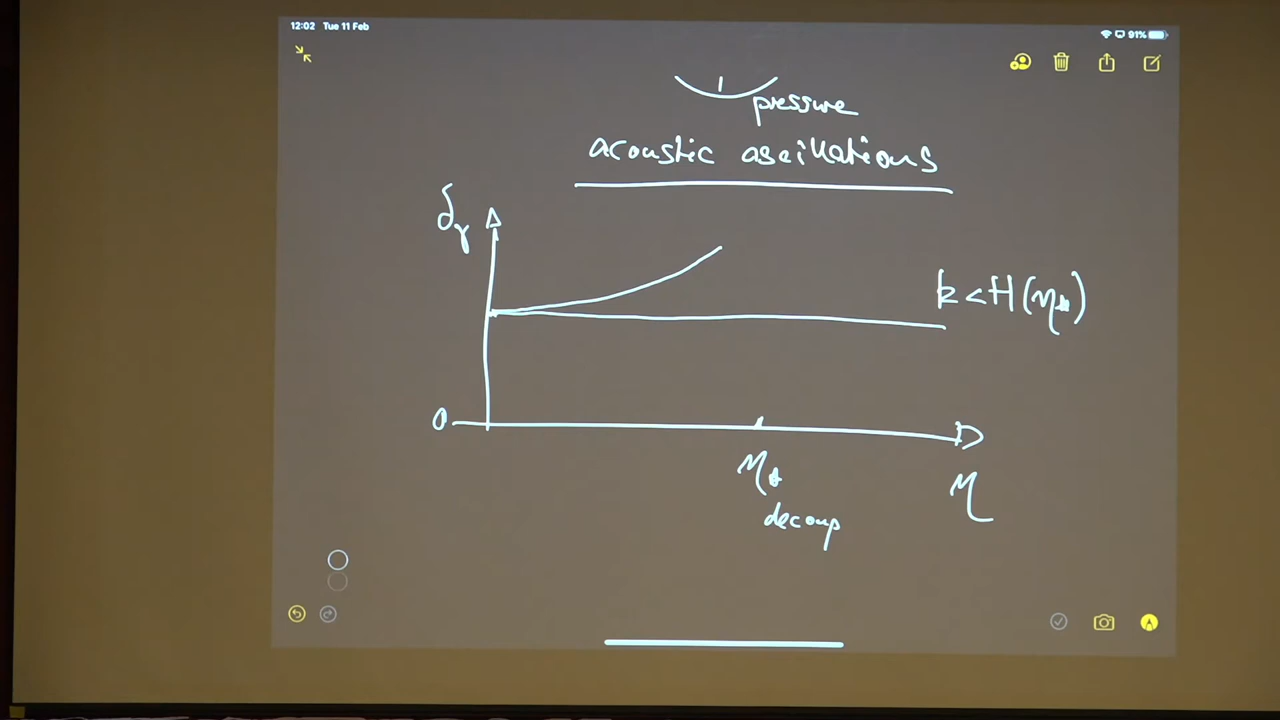 12:02 Tue 11 Feb
91%
pressure
acoustic oscillations
δγ
k<H(η*)
0
η*
η
decoup